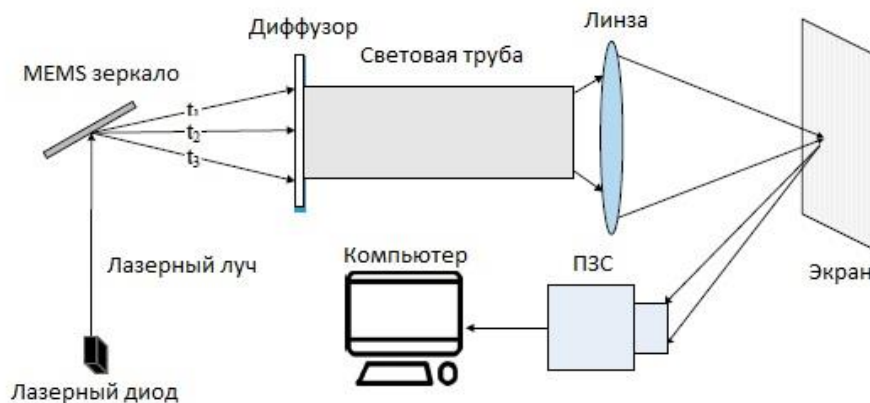 Диффузор
Линза
Световая труба
MEMS зеркало
t₁
t₂
t₃
Компьютер
ПЗС
Лазерный луч
Экран
Лазерный диод